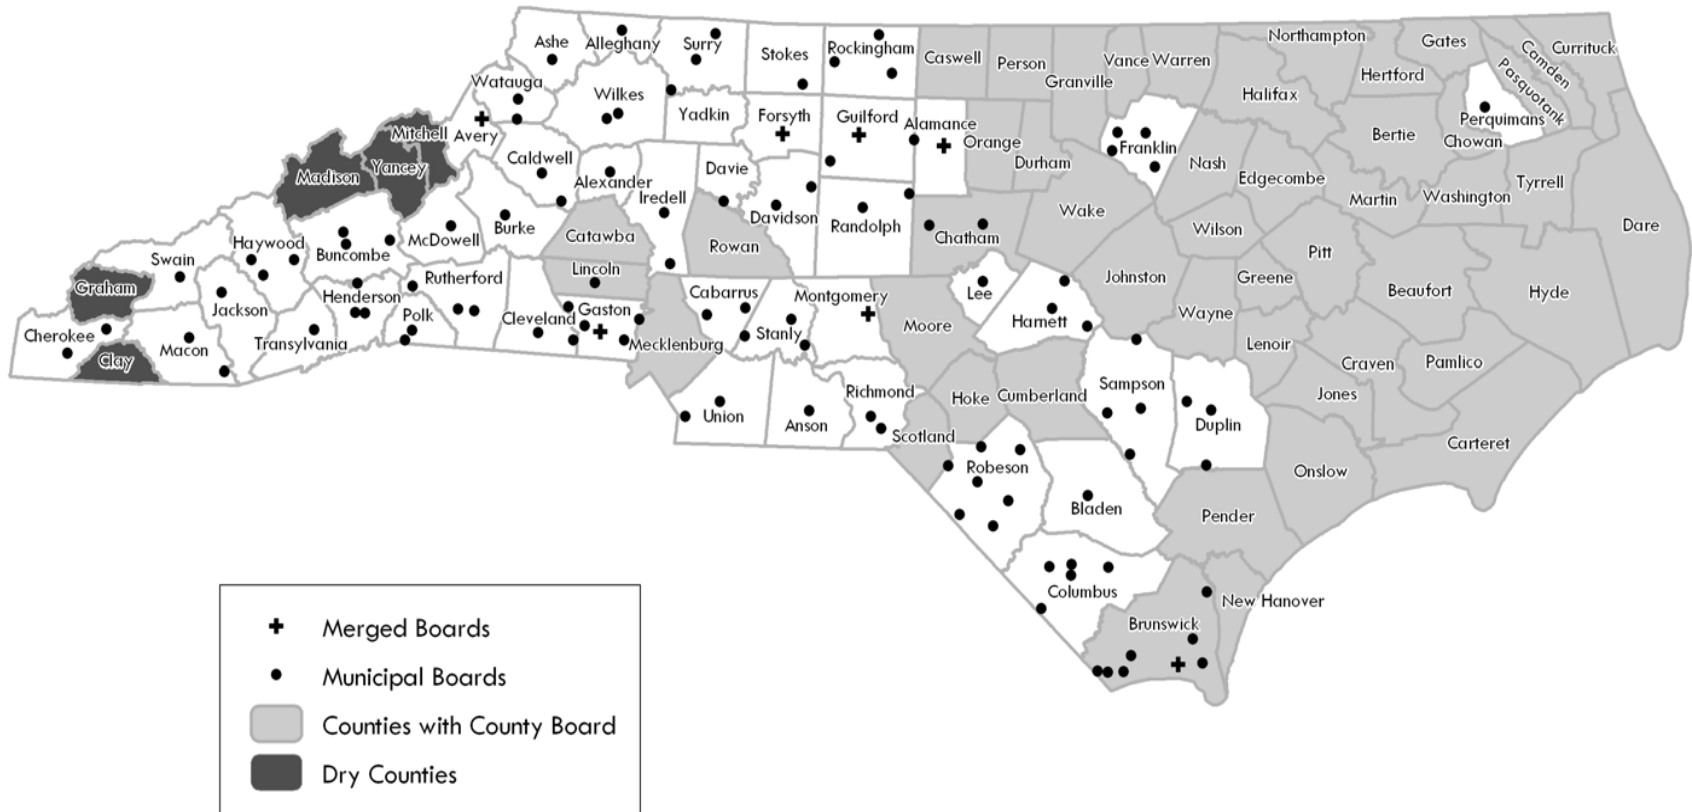 Ashe
Alleghany
Surry
Stokes
Rockingham
Caswell
Person
Granville
Vance
Warren
Northampton
Gates
Camden
Currituck
Pasquotank
Hertford
Halifax
Watauga
Wilkes
Yadkin
Forsyth
Guilford
Alamance
Orange
Durham
Franklin
Nash
Edgecombe
Bertie
Perquimans
Chowan
Mitchell
Avery
Yancey
Madison
Caldwell
Alexander
Iredell
Davie
Davidson
Randolph
Chatham
Wake
Wilson
Martin
Washington
Tyrrell
Dare
Swain
Haywood
Buncombe
McDowell
Burke
Catawba
Rowan
Pitt
Graham
Jackson
Henderson
Rutherford
Polk
Lincoln
Cleveland
Gaston
Cabarrus
Montgomery
Lee
Harnett
Johnston
Greene
Wayne
Beaufort
Hyde
Cherokee
Clay
Macon
Transylvania
Mecklenburg
Stanly
Moore
Lenoir
Craven
Pamlico
Jones
Union
Anson
Richmond
Scotland
Hoke
Cumberland
Sampson
Duplin
Onslow
Carteret
Robeson
Bladen
Pender
Columbus
Brunswick
New Hanover
Merged Boards
Municipal Boards
Counties with County Board
Dry Counties